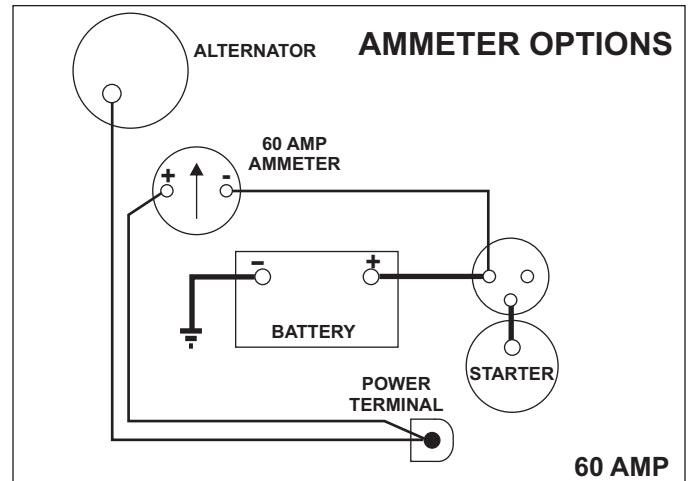 ALTERNATOR
AMMETER OPTIONS
60 AMP
AMMETER
+
-
-
+
BATTERY
STARTER
POWER
TERMINAL
60 AMP